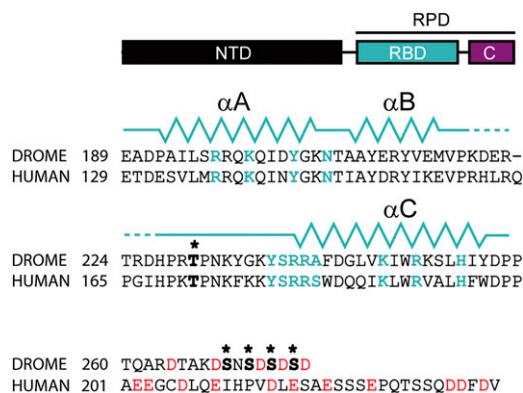 RPD
NTD RBD C
αA αB
DROME 189 EADPAILSRRQKQIDYGKNTAAYERYVEMVPKDER-
HUMAN 129 ETDESVLMRRQKQINYGKNTIAYDRYIKEVPRHLRQ
αC
*
DROME 224 TRDHPRTPNKYGKYSRRAFDGLVKIWRKSLHIYDPP
HUMAN 165 PGIHPKTPNKFKKYSRRSWDQQIKLWRVALHFWDPP
* * * *
DROME 260 TQARDTAKDSNSDSDSD
HUMAN 201 AEEGCDLQEIHPVDLESAESSSEPQTSSQDDFDV